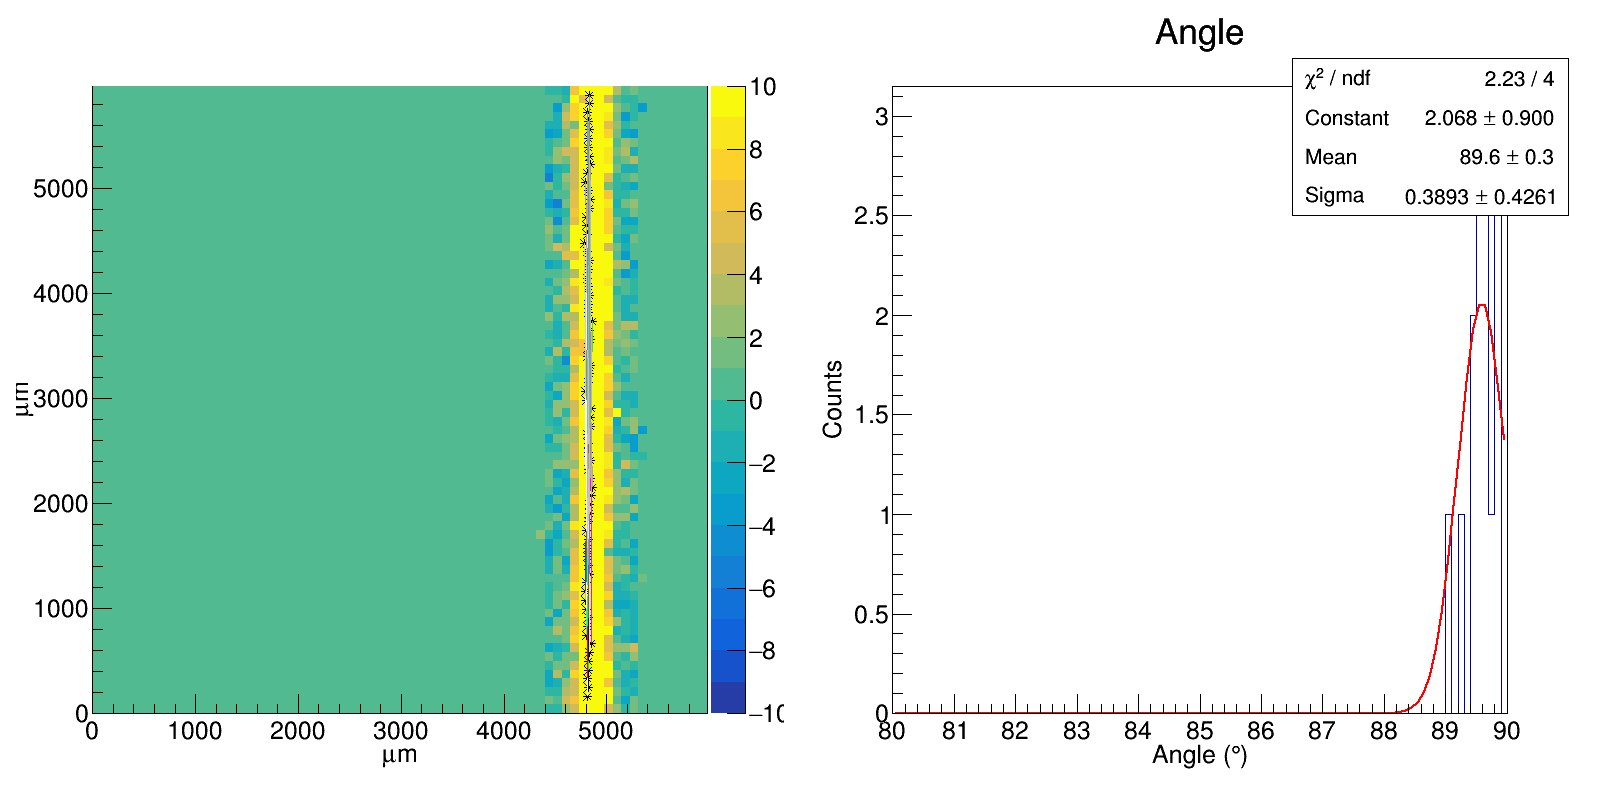 10
8
6
4
2
0
−2
−4
−6
−8
5000
4000
3000
2000
1000
0
μm
0 1000 2000 3000 4000 5000
μm
Angle
χ² / ndf 2.23 / 4
Constant 2.068 ± 0.900
Mean 89.6 ± 0.3
Sigma 0.3893 ± 0.4261
3
2.5
2
1.5
1
0.5
0
Counts
80 81 82 83 84 85 86 87 88 89 90
Angle (°)